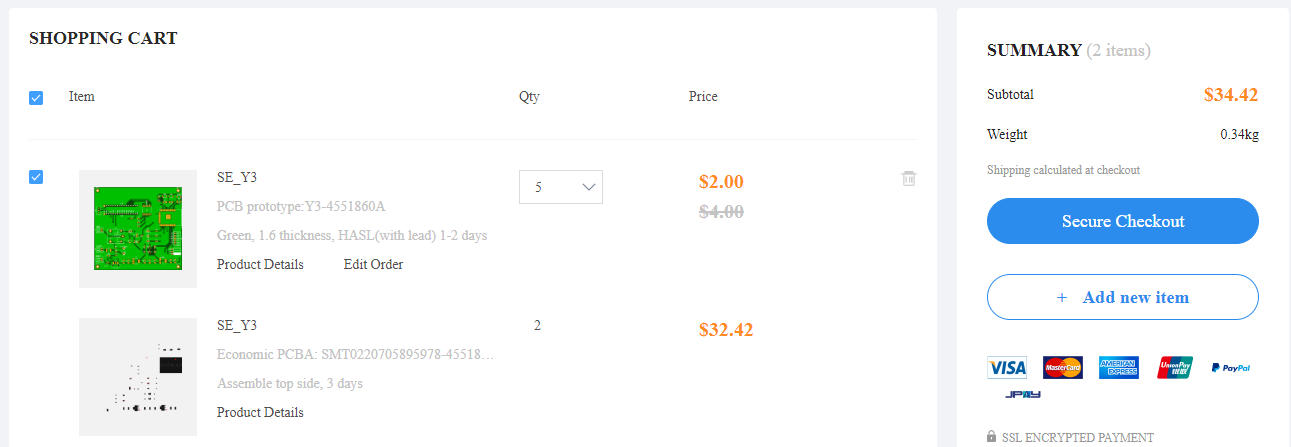 SHOPPING CART
Item Qty Price
SE_Y3 5 $2.00
PCB prototype:Y3-4551860A $4.00
Green, 1.6 thickness, HASL(with lead) 1-2 days
Product Details Edit Order
SE_Y3 2 $32.42
Economic PCBA: SMT0220705895978-45518...
Assemble top side, 3 days
Product Details
SUMMARY (2 items)
Subtotal $34.42
Weight 0.34kg
Shipping calculated at checkout
Secure Checkout
+ Add new item
VISA MasterCard AMERICAN EXPRESS UnionPay 银联 PayPal
SSL ENCRYPTED PAYMENT